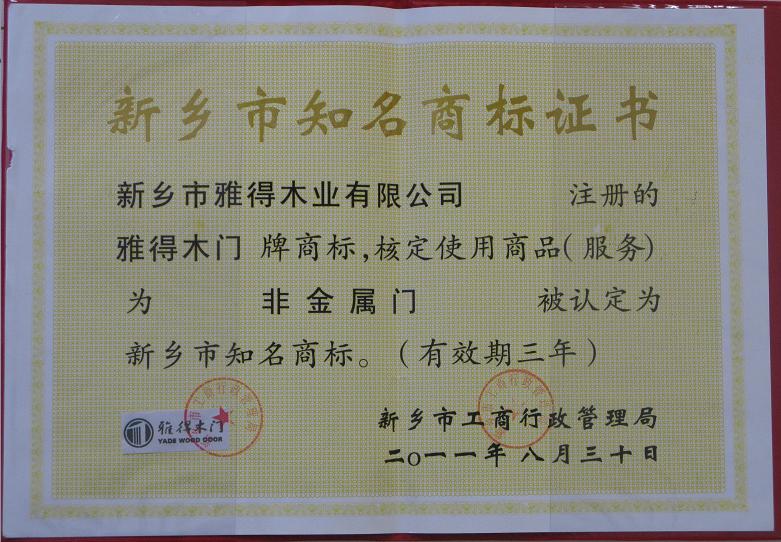 新乡市知名商标证书
新乡市雅得木业有限公司 注册的
雅得木门 牌商标,核定使用商品(服务)
为 非金属门 被认定为
新乡市知名商标。(有效期三年)
雅得木门
YADE WOOD DOOR
新乡市工商行政管理局
二〇一一年八月三十日